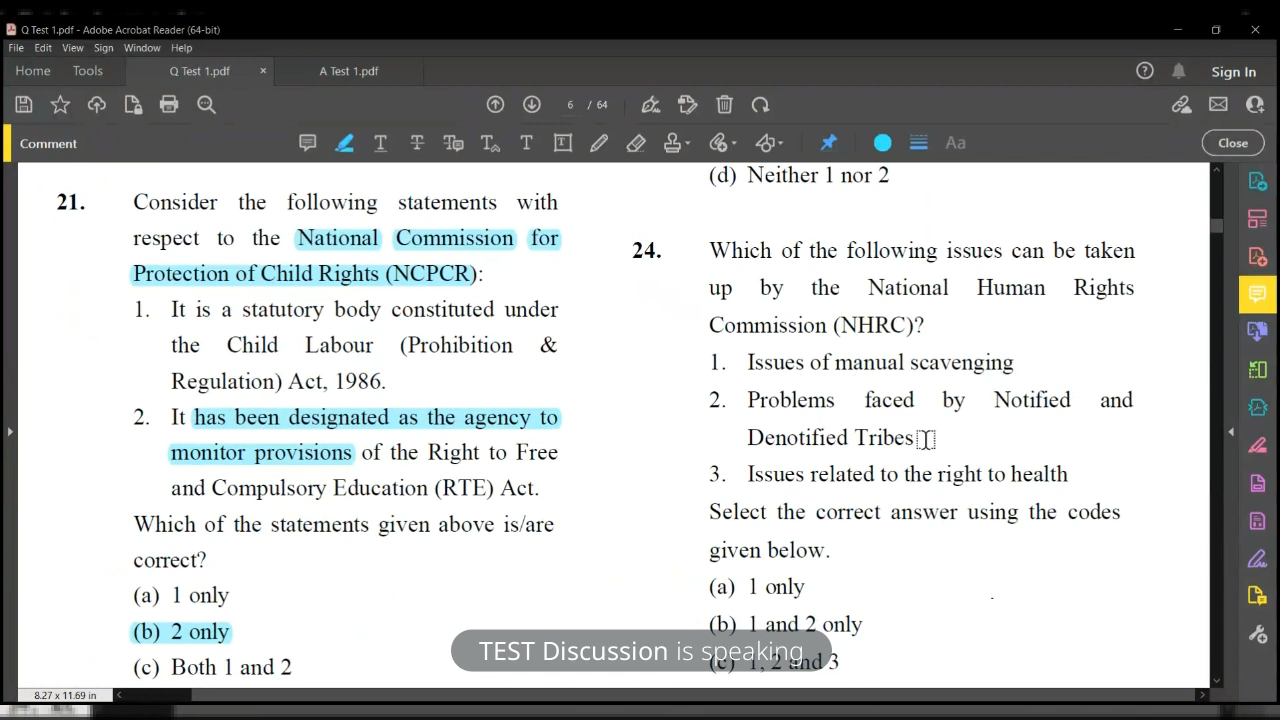 Q Test 1.pdf - Adobe Acrobat Reader (64-bit)
File Edit View Sign Window Help
Home Tools Q Test 1.pdf × A Test 1.pdf Sign In
6 / 64
Comment Aa Close
21. Consider the following statements with
respect to the National Commission for
Protection of Child Rights (NCPCR):
1. It is a statutory body constituted under
the Child Labour (Prohibition &
Regulation) Act, 1986.
2. It has been designated as the agency to
monitor provisions of the Right to Free
and Compulsory Education (RTE) Act.
Which of the statements given above is/are
correct?
(a) 1 only
(b) 2 only
(c) Both 1 and 2
(d) Neither 1 nor 2
24. Which of the following issues can be taken
up by the National Human Rights
Commission (NHRC)?
1. Issues of manual scavenging
2. Problems faced by Notified and
Denotified Tribes
3. Issues related to the right to health
Select the correct answer using the codes
given below.
(a) 1 only
(b) 1 and 2 only
(c) 1, 2 and 3
TEST Discussion is speaking
8.27 x 11.69 in